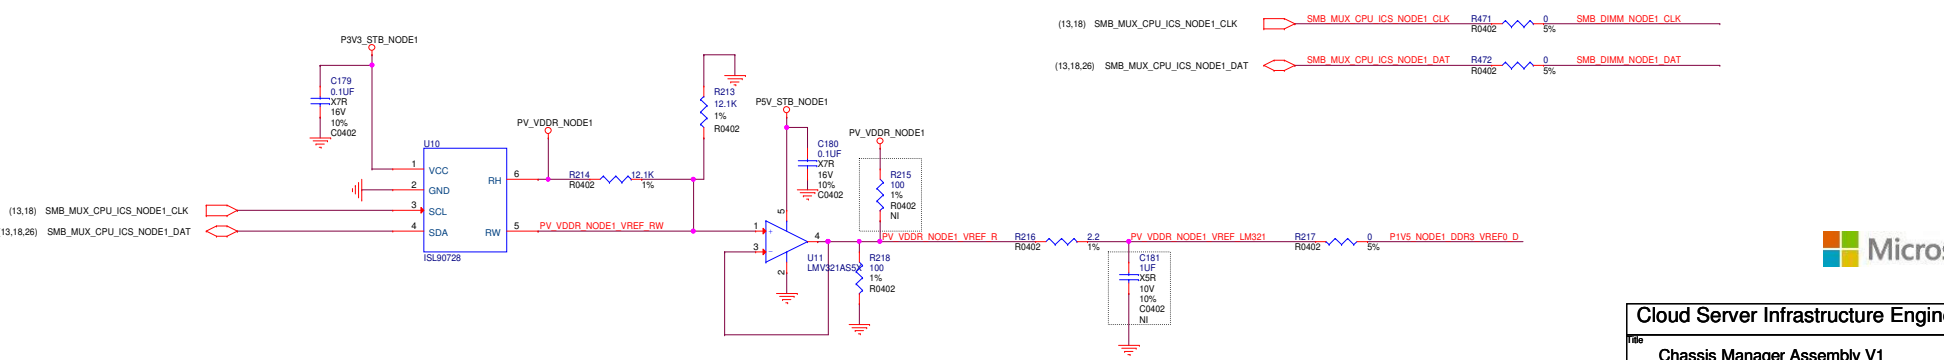 (13,18) SMB_MUX_CPU_ICS_NODE1_CLK
SMB_MUX_CPU_ICS_NODE1_CLK
R471
R0402
0
5%
SMB_DIMM_NODE1_CLK
(13,18,26) SMB_MUX_CPU_ICS_NODE1_DAT
SMB_MUX_CPU_ICS_NODE1_DAT
R472
R0402
0
5%
SMB_DIMM_NODE1_DAT
P3V3_STB_NODE1
C179
0.1UF
X7R
16V
10%
C0402
R213
12.1K
1%
R0402
P5V_STB_NODE1
PV_VDDR_NODE1
PV_VDDR_NODE1
C180
0.1UF
X7R
16V
10%
C0402
U10
1
VCC
2
GND
3
SCL
4
SDA
RH
6
RW
5
ISL90728
R214
R0402
12.1K
1%
R215
100
1%
R0402
NI
(13,18) SMB_MUX_CPU_ICS_NODE1_CLK
13,18,26) SMB_MUX_CPU_ICS_NODE1_DAT
PV_VDDR_NODE1_VREF_RW
1
+
3
-
5
4
2
U11
LMV321AS5X
R218
100
1%
R0402
PV_VDDR_NODE1_VREF_R
R216
R0402
2.2
1%
PV_VDDR_NODE1_VREF_LM321
R217
R0402
0
5%
P1V5_NODE1_DDR3_VREF0_D
C181
1UF
X5R
10V
10%
C0402
NI
Micros
Cloud Server Infrastructure Engine
Title
Chassis Manager Assembly V1